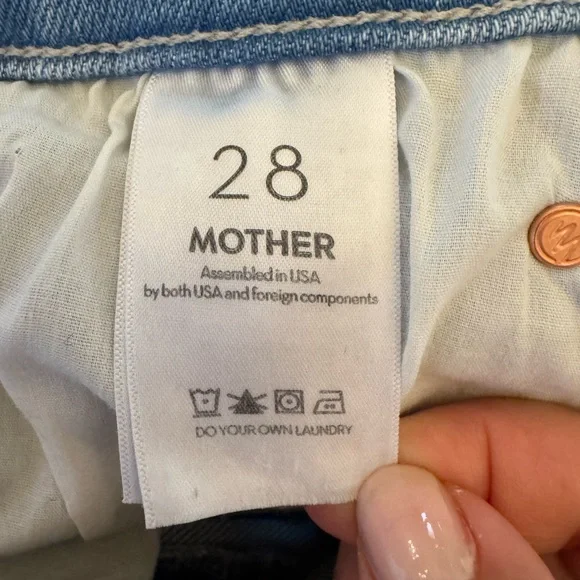 28
MOTHER
Assembled in USA
by both USA and foreign components
DO YOUR OWN LAUNDRY